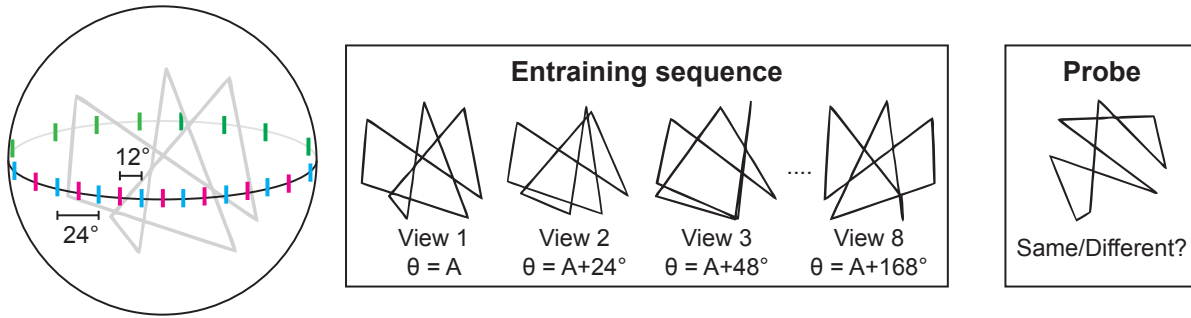 12°
24°
Entraining sequence
....
View 1
θ = A
View 2
θ = A+24°
View 3
θ = A+48°
View 8
θ = A+168°
Probe
Same/Different?